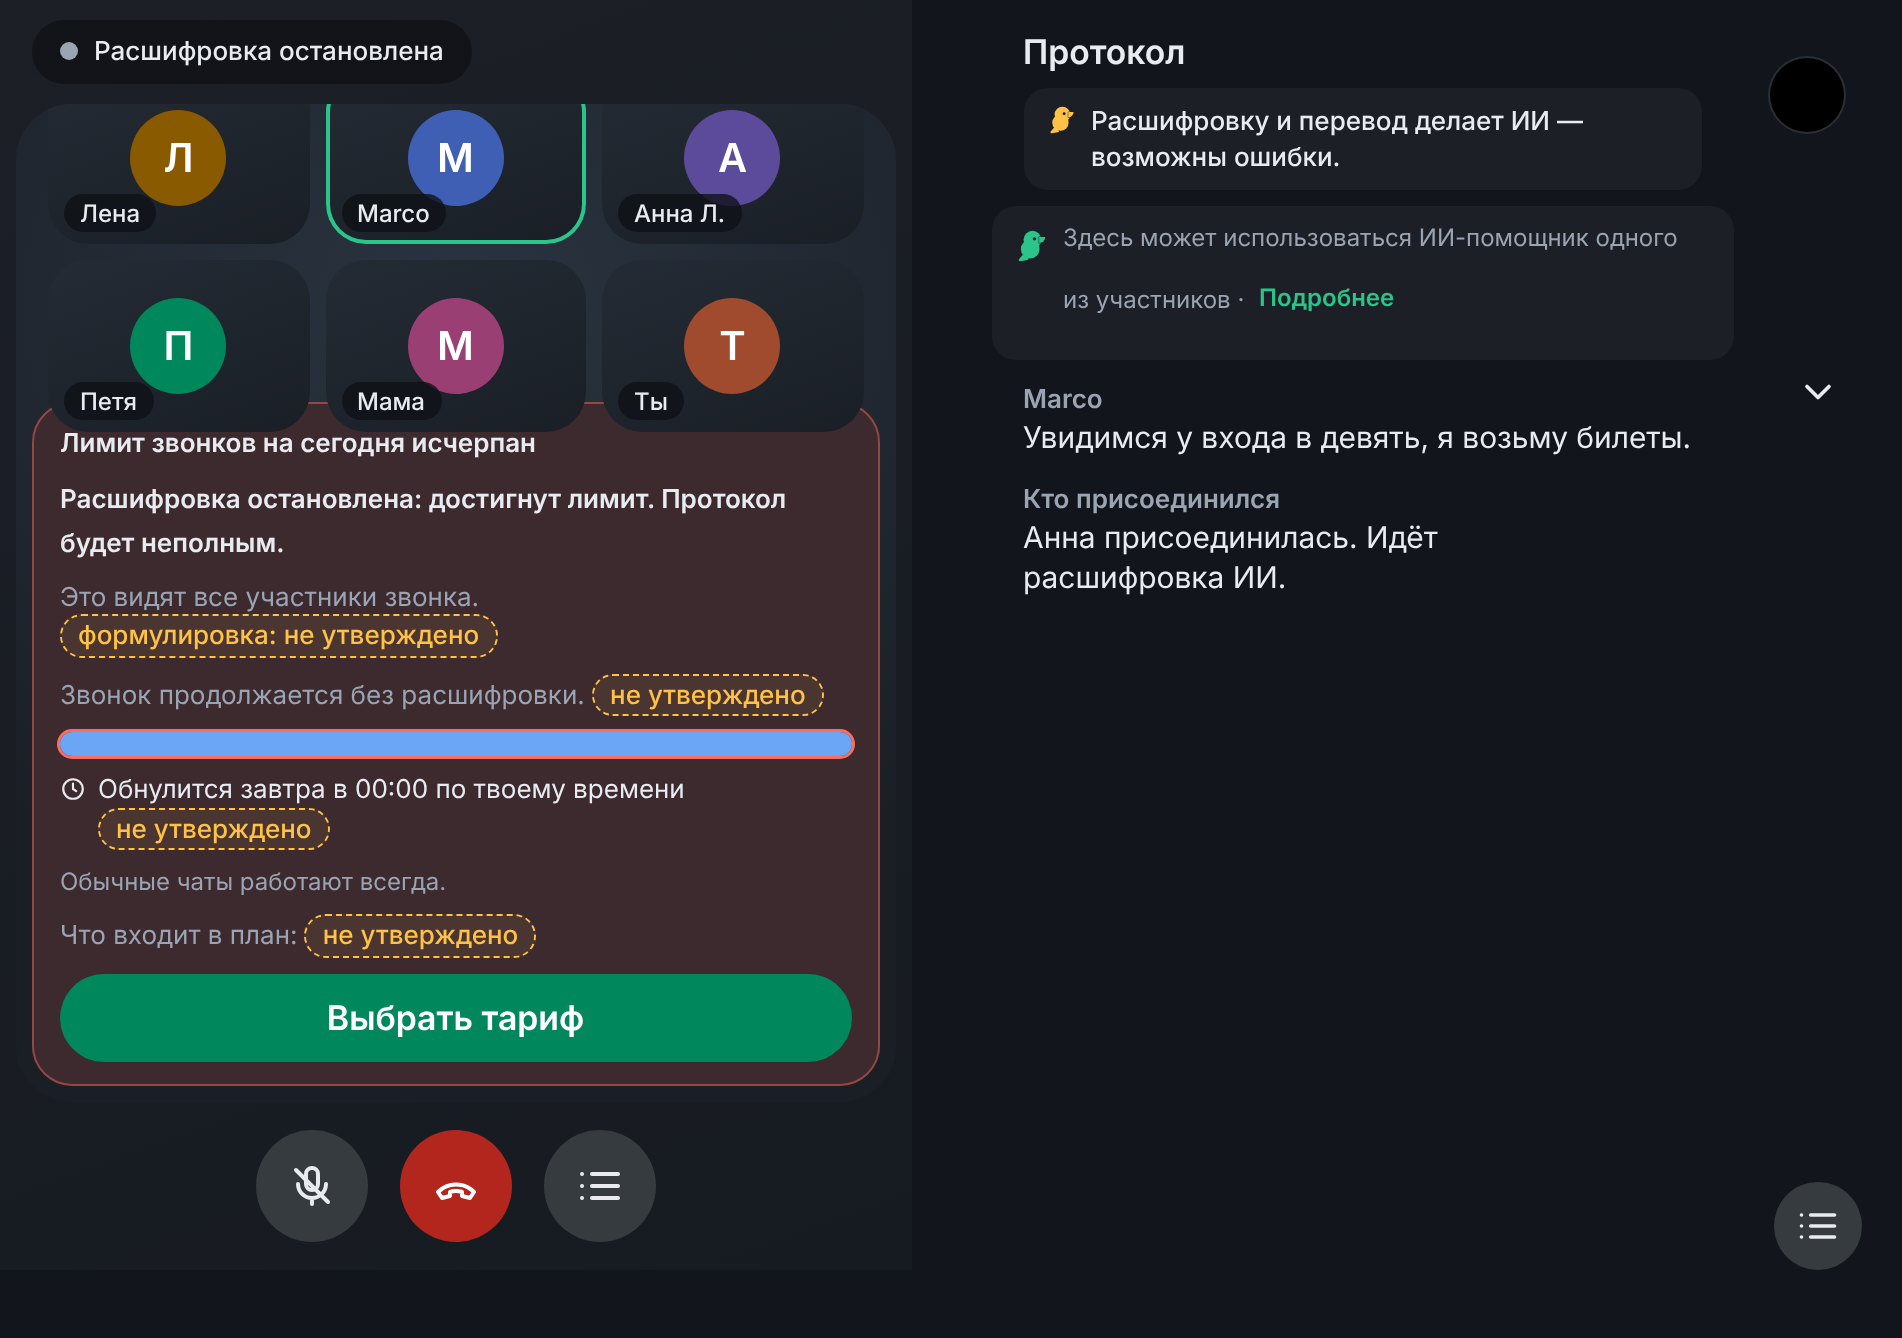 Расшифровка остановлена
Л
М
А
Лена
Marco
Анна Л.
П
М
Т
Петя
Мама
Ты
Лимит звонков на сегодня исчерпан
Расшифровка остановлена: достигнут лимит. Протокол
будет неполным.
Это видят все участники звонка.
формулировка: не утверждено
Звонок продолжается без расшифровки. не утверждено
Обнулится завтра в 00:00 по твоему времени
не утверждено
Обычные чаты работают всегда.
Что входит в план: не утверждено
Выбрать тариф
Протокол
Расшифровку и перевод делает ИИ —
возможны ошибки.
Здесь может использоваться ИИ-помощник одного
из участников · Подробнее
Marco
Увидимся у входа в девять, я возьму билеты.
Кто присоединился
Анна присоединилась. Идёт
расшифровка ИИ.